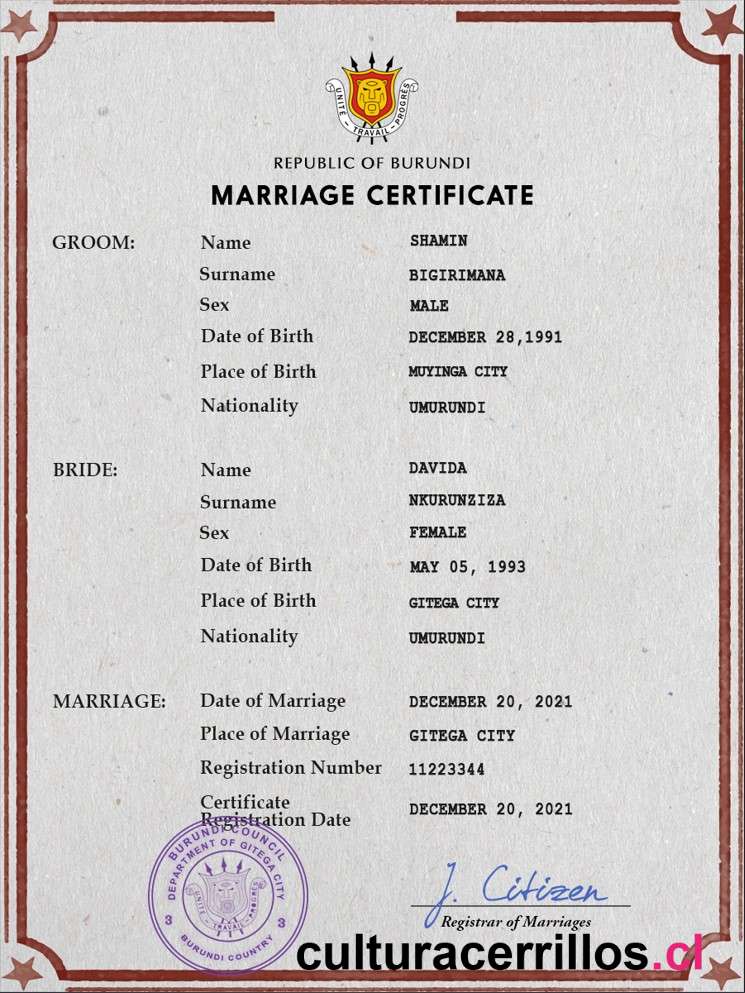 UNITÉ - TRAVAIL - PROGRÈS
REPUBLIC OF BURUNDI
MARRIAGE CERTIFICATE
GROOM:
Name SHAMIN
Surname BIGIRIMANA
Sex MALE
Date of Birth DECEMBER 28,1991
Place of Birth MUYINGA CITY
Nationality UMURUNDI
BRIDE:
Name DAVIDA
Surname NKURUNZIZA
Sex FEMALE
Date of Birth MAY 05, 1993
Place of Birth GITEGA CITY
Nationality UMURUNDI
MARRIAGE:
Date of Marriage DECEMBER 20, 2021
Place of Marriage GITEGA CITY
Registration Number 11223344
Certificate
Registration Date DECEMBER 20, 2021
BURUNDI COUNCIL
DEPARTMENT OF GITEGA CITY
UNITÉ - TRAVAIL - PROGRÈS
3 3
BURUNDI COUNTRY
J. Citizen
Registrar of Marriages
culturacerrillos.cl